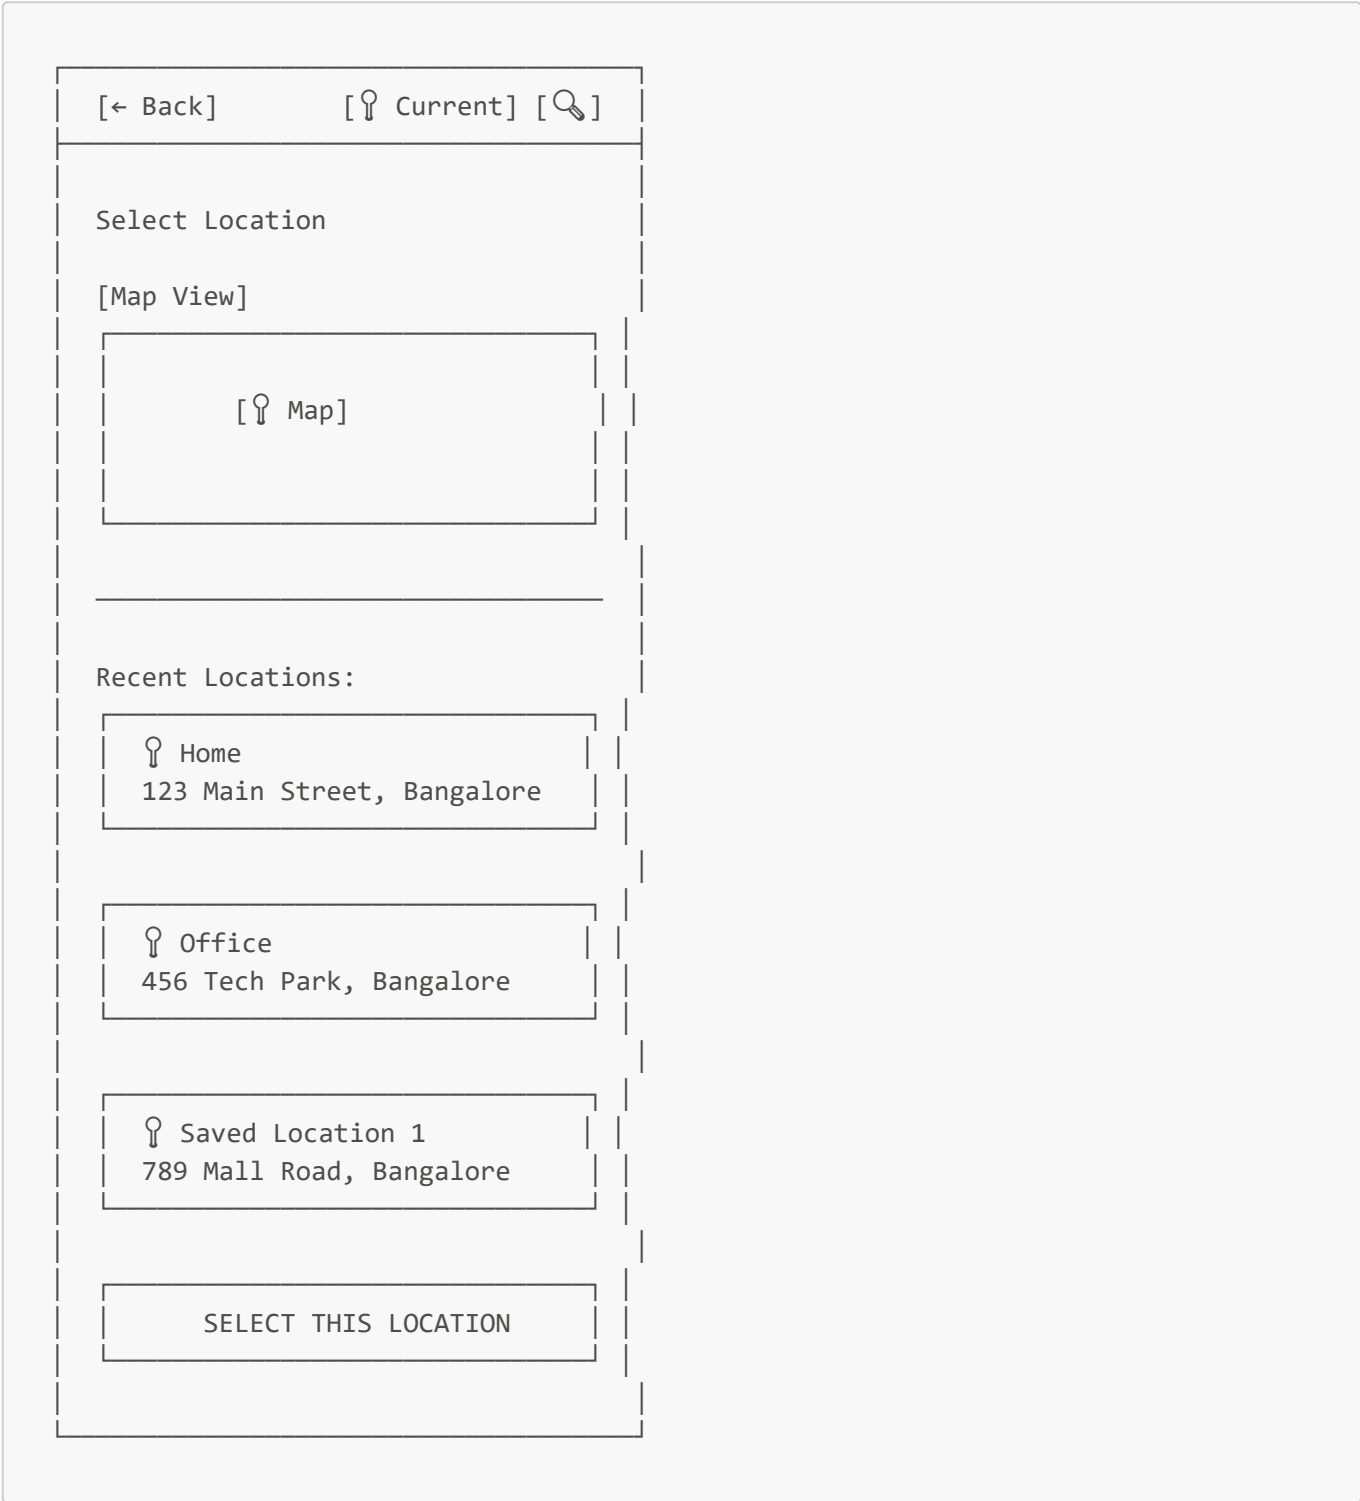 [← Back] [📍 Current] [🔍]
Select Location
[Map View]
[📍 Map]
Recent Locations:
📍 Home
123 Main Street, Bangalore
📍 Office
456 Tech Park, Bangalore
📍 Saved Location 1
789 Mall Road, Bangalore
SELECT THIS LOCATION